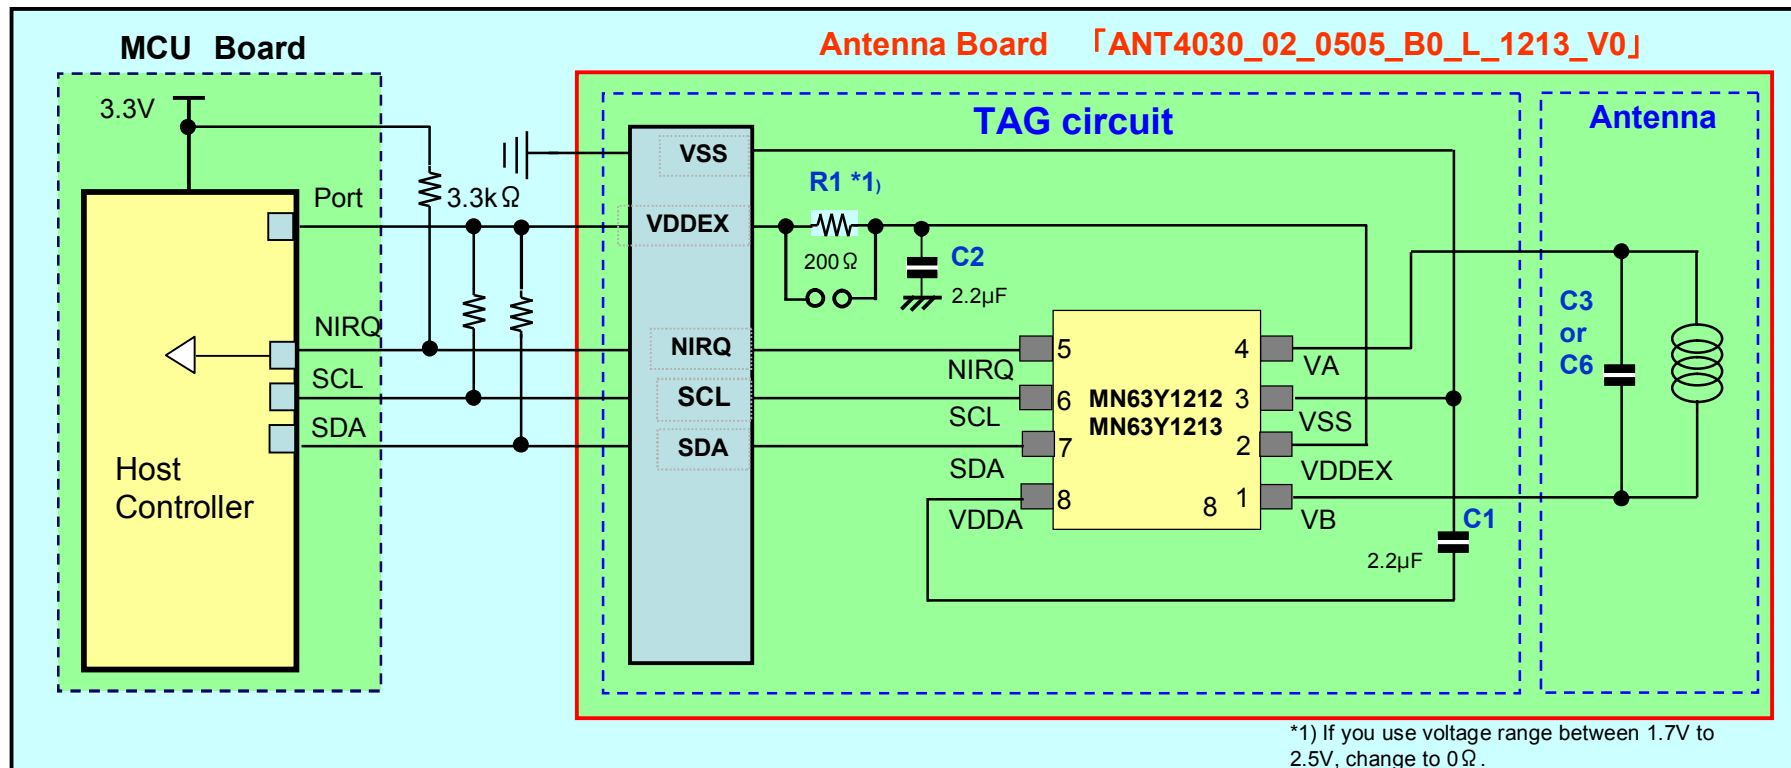 MCU Board
Antenna Board 「ANT4030_02_0505_B0_L_1213_V0」
3.3V
TAG circuit
Antenna
VSS
R1 *1)
Port
3.3kΩ
VDDEX
200Ω
C2
2.2µF
C3
or
C6
NIRQ
NIRQ
NIRQ
5
4
VA
SCL
SCL
SCL
6
MN63Y1212
MN63Y1213
3
VSS
SDA
SDA
SDA
7
2
VDDEX
Host
Controller
VDDA
8
8
1
VB
C1
2.2µF
*1) If you use voltage range between 1.7V to
2.5V, change to 0Ω.